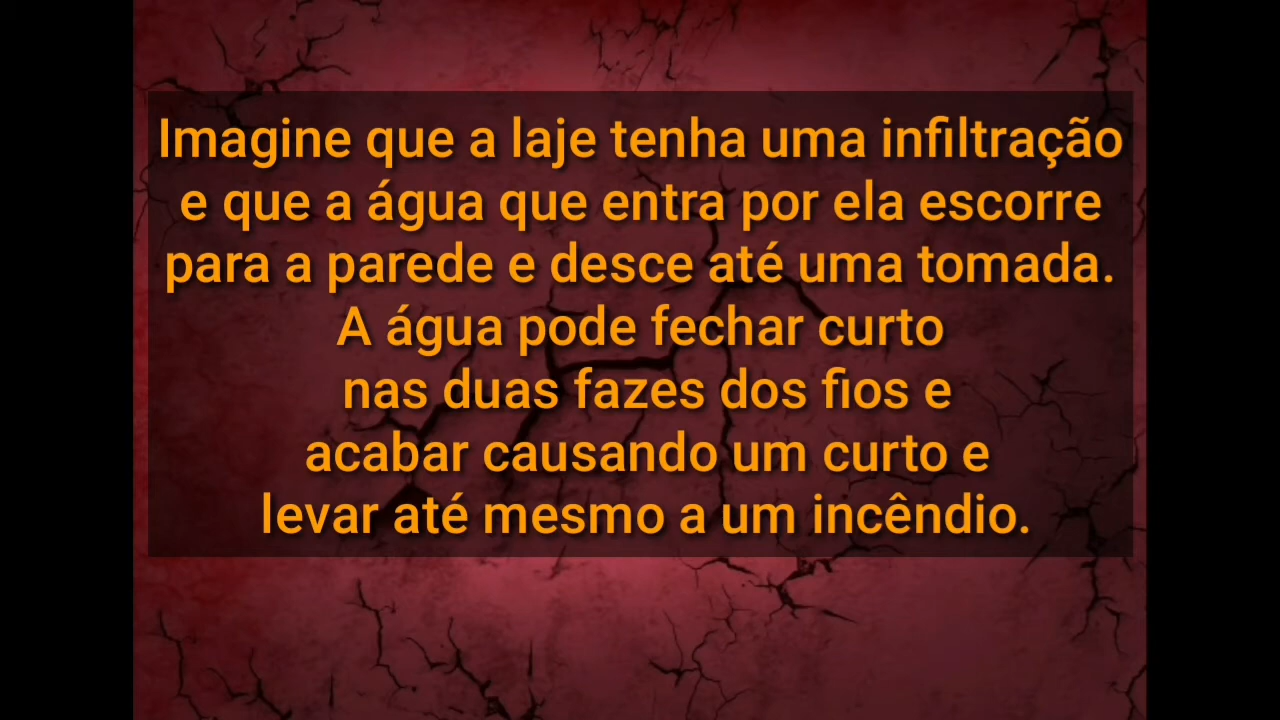 Imagine que a laje tenha uma infiltração
e que a água que entra por ela escorre
para a parede e desce até uma tomada.
A água pode fechar curto
nas duas fazes dos fios e
acabar causando um curto e
levar até mesmo a um incêndio.